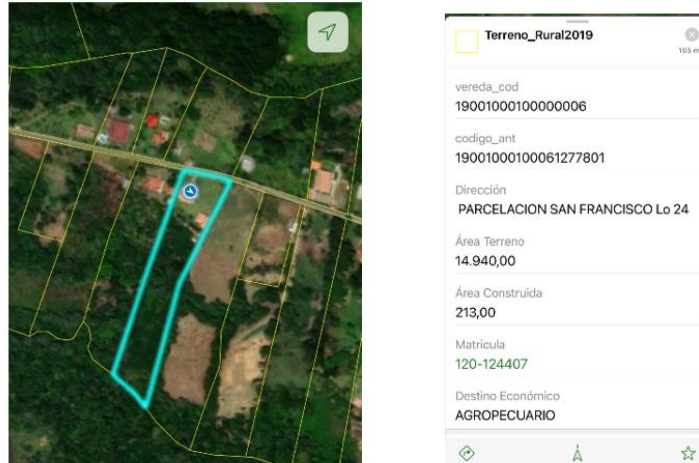 Terreno_Rural2019
105 m
vereda_cod
19001000100000006
codigo_ant
19001000100061277801
Dirección
PARCELACION SAN FRANCISCO Lo 24
Área Terreno
14.940,00
Área Construida
213,00
Matricula
120-124407
Destino Económico
AGROPECUARIO